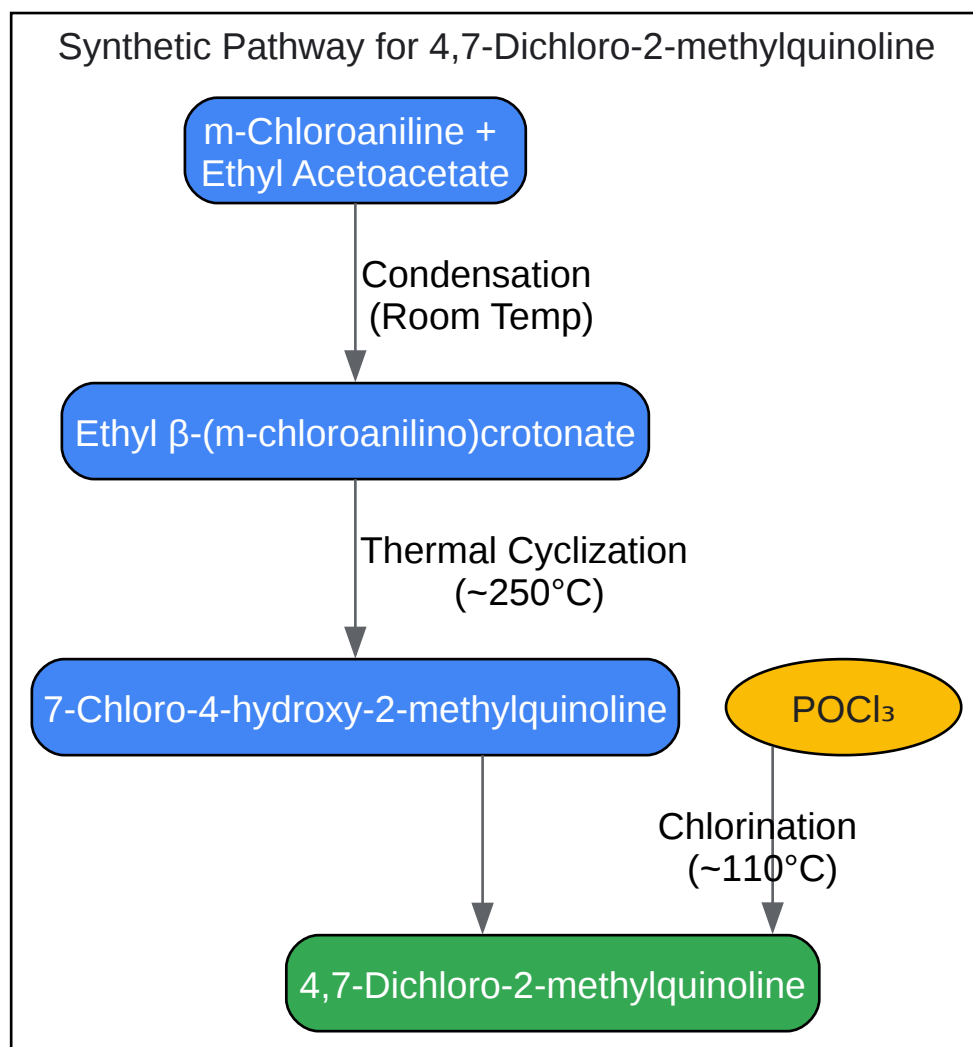 Synthetic Pathway for 4,7-Dichloro-2-methylquinoline
m-Chloroaniline +
Ethyl Acetoacetate
Condensation
(Room Temp)
Ethyl β-(m-chloroanilino)crotonate
Thermal Cyclization
(~250°C)
7-Chloro-4-hydroxy-2-methylquinoline
POCl₃
Chlorination
(~110°C)
4,7-Dichloro-2-methylquinoline